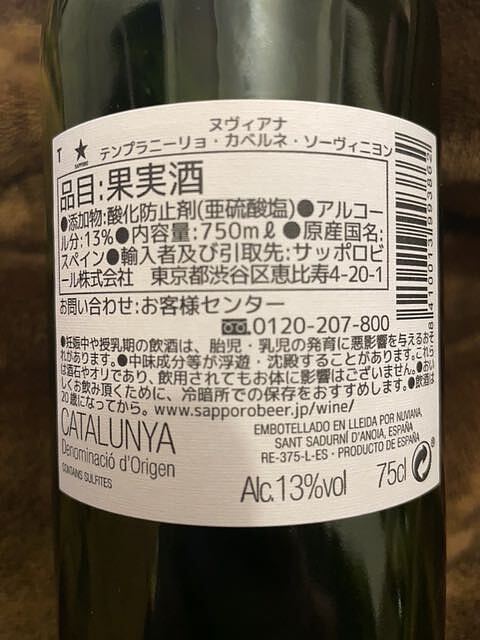 ヌヴィアナ
T ★ テンプラニーリョ・カベルネ・ソーヴィニヨン
SAPPORO
品目:果実酒
●添加物:酸化防止剤(亜硫酸塩)●アルコー
ル分:13%●内容量:750mℓ●原産国名:
スペイン●輸入者及び引取先:サッポロビ
ール株式会社 東京都渋谷区恵比寿4-20-1
お問い合わせ:お客様センター
0120-207-800
●妊娠中や授乳期の飲酒は、胎児・乳児の発育に悪影響を与えるおそ
れがあります。●中味成分等が浮遊・沈殿することがあります。これら
は酒石やオリであり、飲用されてもお体に影響はございません。●おい
しくお飲み頂くために、冷暗所での保存をおすすめします。●飲酒は
20歳になってから。www.sapporobeer.jp/wine/
CATALUNYA
Denominació d'Origen
CONTAINS SULFITES
EMBOTELLADO EN LLEIDA POR NUVIANA,
SANT SADURNÍ D'ANOIA, ESPAÑA
RE-375-L-ES · PRODUCTO DE ESPAÑA
Alc.13%vol 75cl